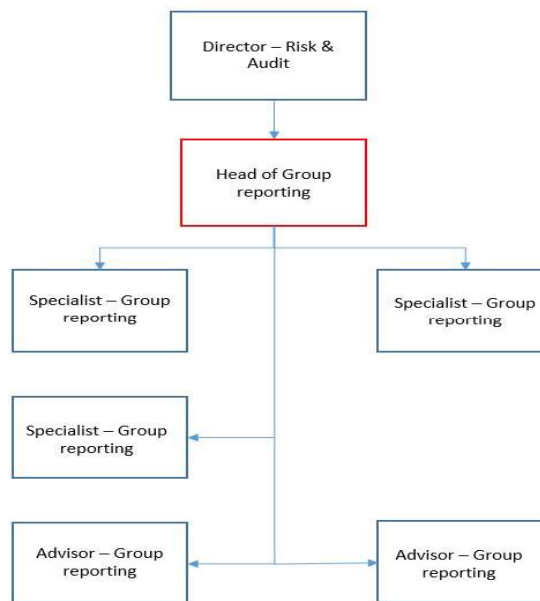 Director – Risk &
Audit
Head of Group
reporting
Specialist – Group
reporting
Specialist – Group
reporting
Specialist – Group
reporting
Advisor – Group
reporting
Advisor – Group
reporting